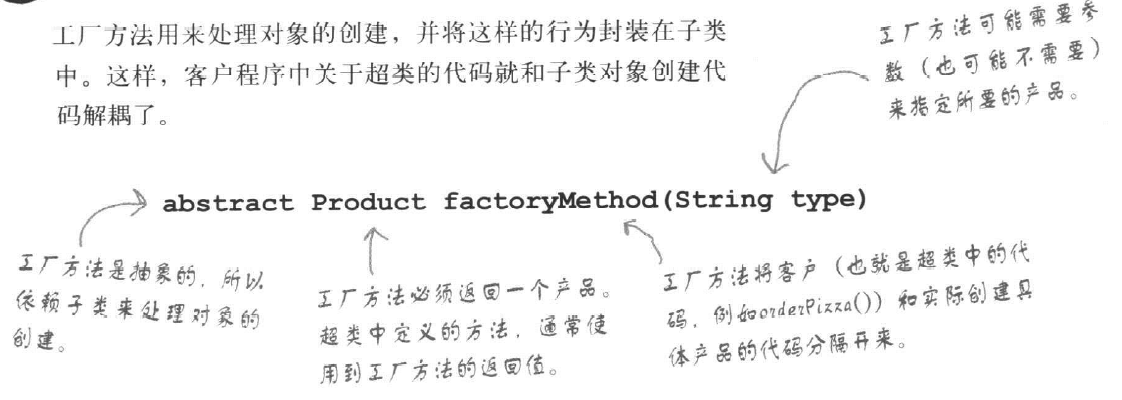 工厂方法用来处理对象的创建，并将这样的行为封装在子类
中。这样，客户程序中关于超类的代码就和子类对象创建代
码解耦了。
工厂方法可能需要参
数（也可能不需要）
来指定所要的产品。
abstract Product factoryMethod(String type)
工厂方法是抽象的，所以
依赖子类来处理对象的
创建。
工厂方法必须返回一个产品。
超类中定义的方法，通常使
用到工厂方法的返回值。
工厂方法将客户（也就是超类中的代
码，例如orderPizza()）和实际创建具
体产品的代码分隔开来。